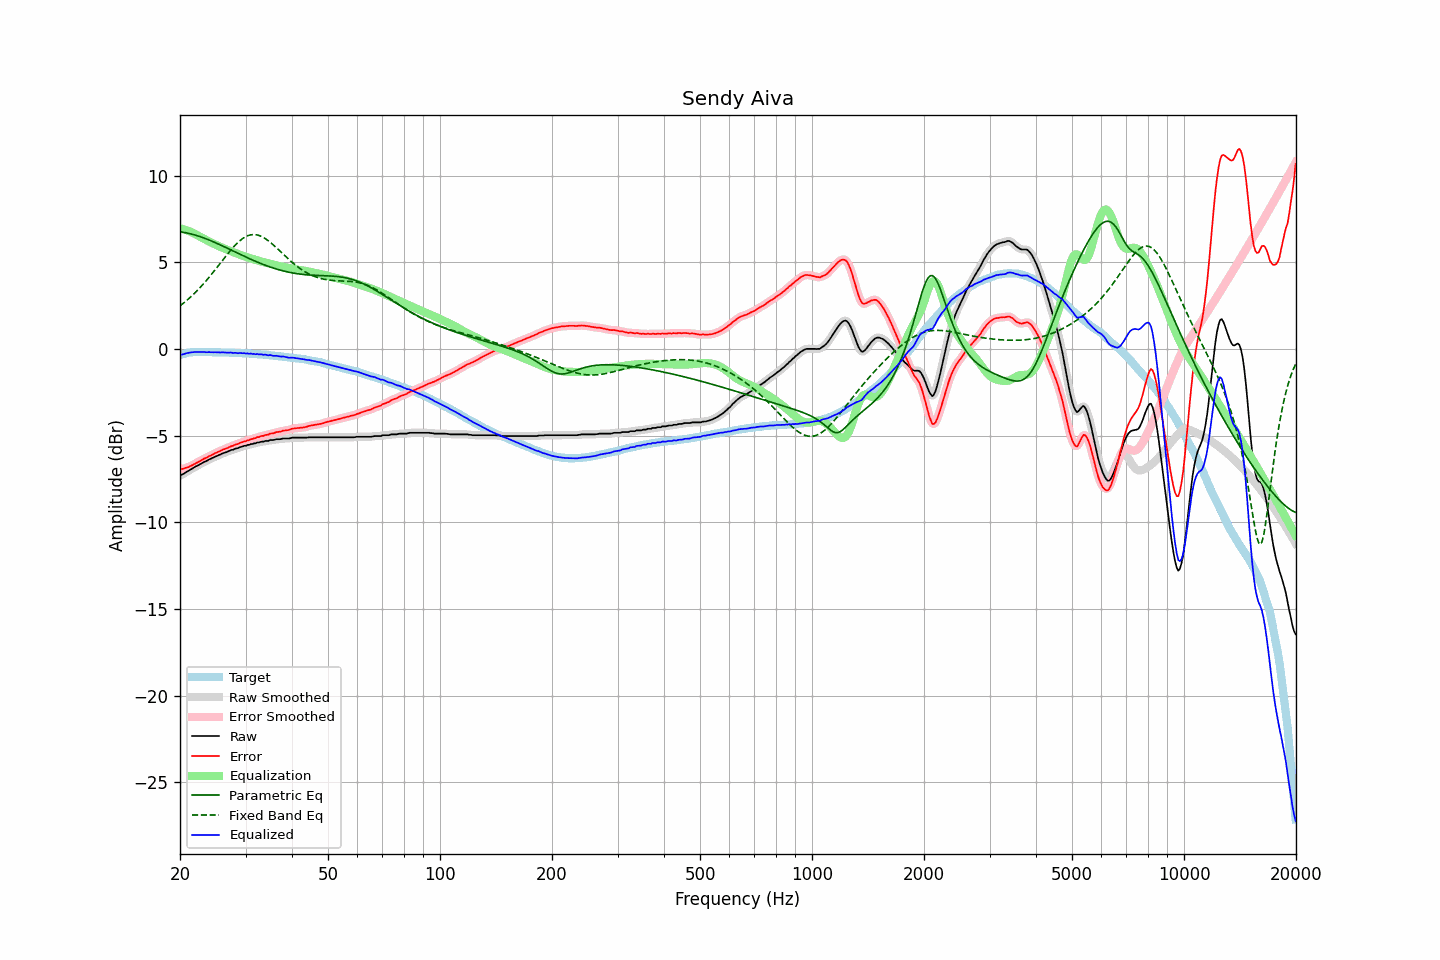 Sendy Aiva
Amplitude (dBr)
10
5
0
−5
−10
−15
−20
−25
Target
Raw Smoothed
Error Smoothed
Raw
Error
Equalization
Parametric Eq
Fixed Band Eq
Equalized
20 50 100 200 500 1000 2000 5000 10000 20000
Frequency (Hz)